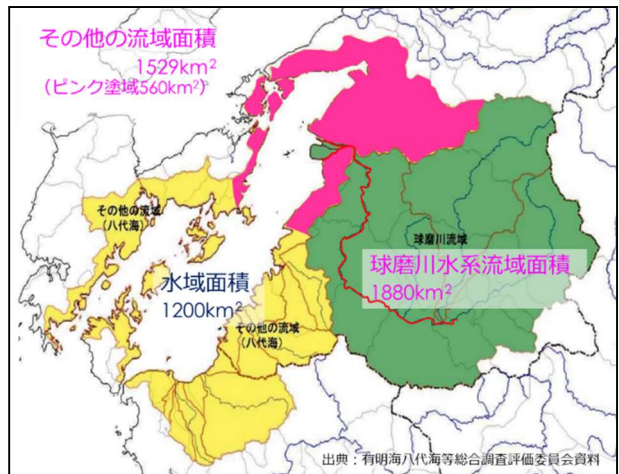 その他の流域面積
1529km²
（ピンク塗域560km²）
その他の流域
（八代海）
水域面積
1200km²
球磨川流域
球磨川水系流域面積
1880km²
その他の流域
（八代海）
出典：有明海八代海等総合調査評価委員会資料